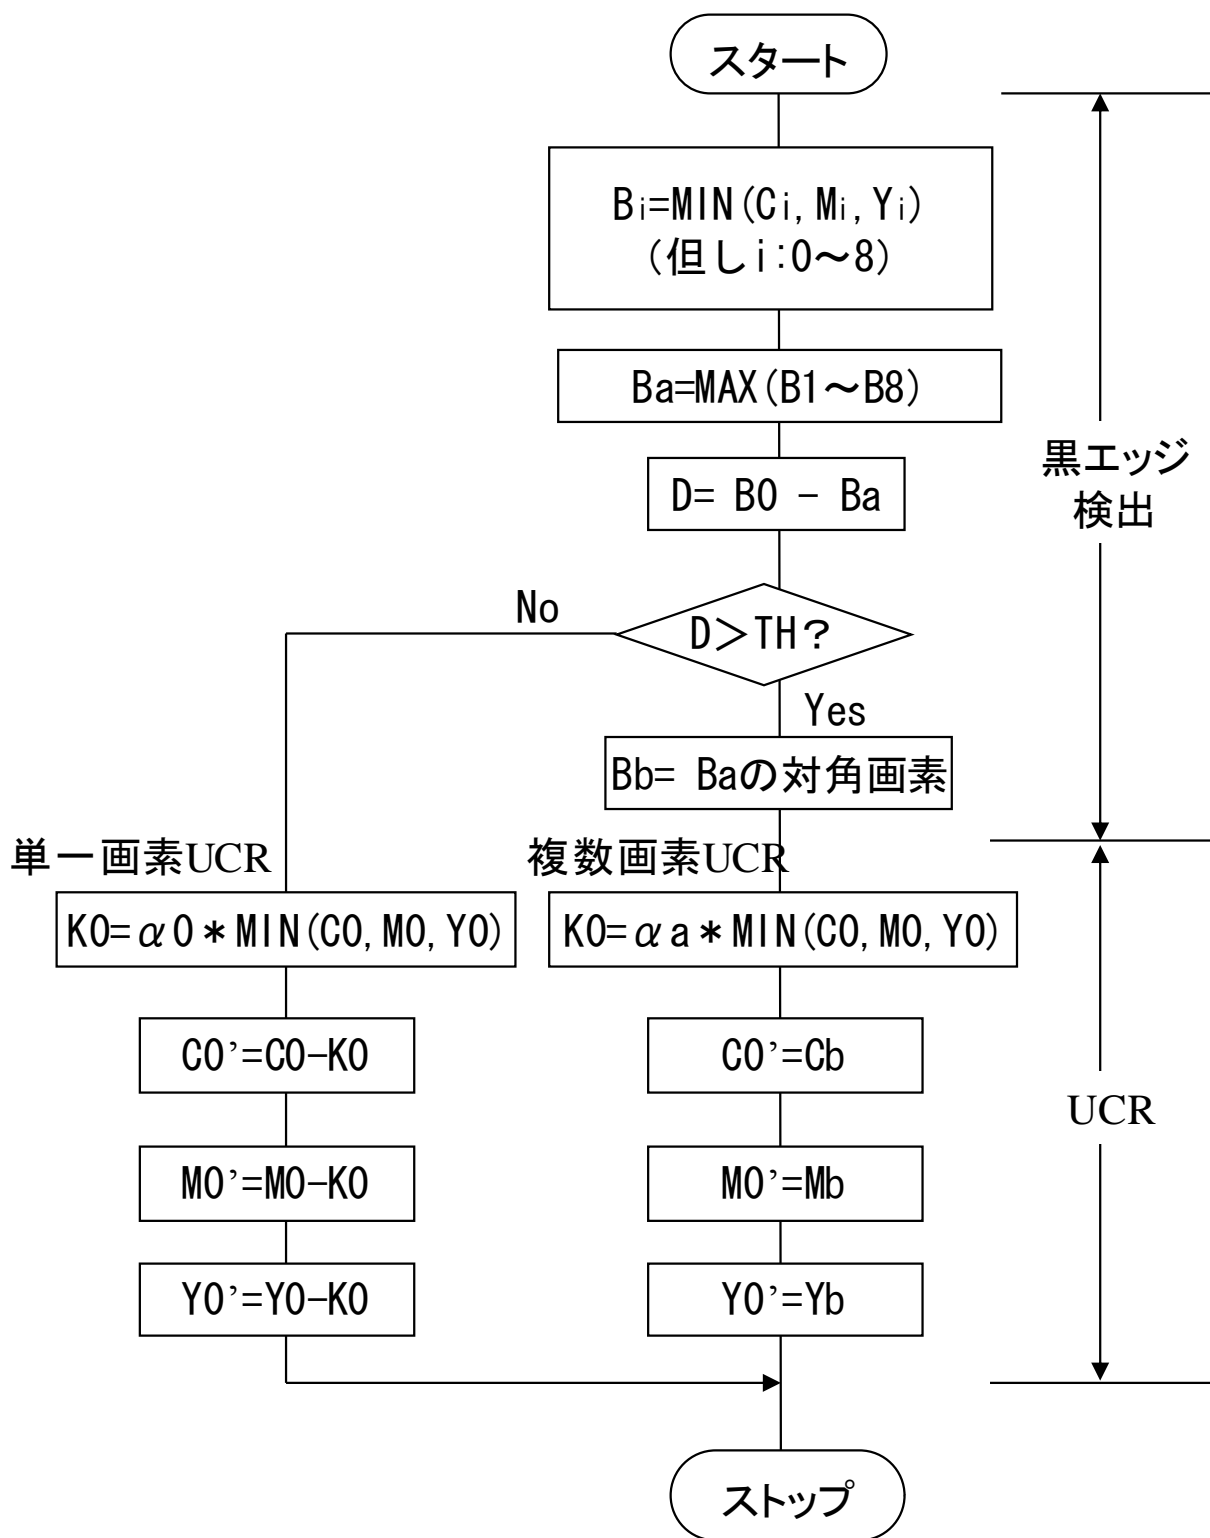 スタート
Bi=MIN(Ci,Mi,Yi)
(但しi:0～8)
Ba=MAX(B1～B8)
D= B0 − Ba
黒エッジ
検出
D＞TH？
No
Yes
Bb= Baの対角画素
単一画素UCR
複数画素UCR
K0=α0＊MIN(C0,M0,Y0)
K0=αa＊MIN(C0,M0,Y0)
C0’=C0−K0
C0’=Cb
UCR
M0’=M0−K0
M0’=Mb
Y0’=Y0−K0
Y0’=Yb
ストップ